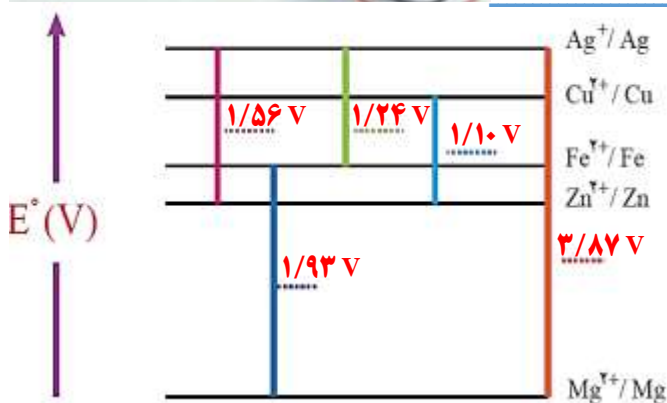 Ag⁺/Ag
Cu²⁺/Cu
۱/۵۶ V
۱/۲۴ V
۱/۱۰ V
Fe²⁺/Fe
Zn²⁺/Zn
E°(V)
۳/۸۷ V
۱/۹۳ V
Mg²⁺/Mg